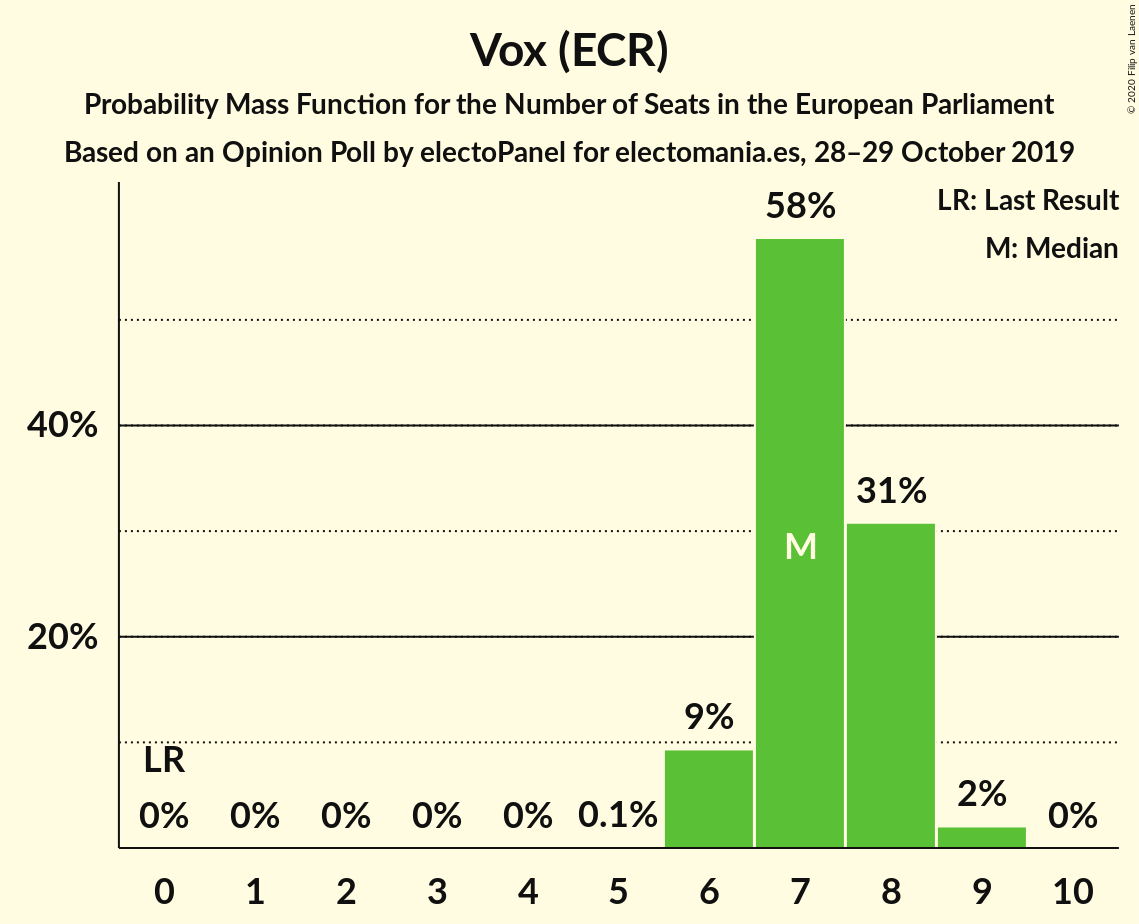 Vox (ECR)
Probability Mass Function for the Number of Seats in the European Parliament
Based on an Opinion Poll by electoPanel for electomania.es, 28–29 October 2019
© 2020 Filip van Laenen
LR: Last Result
M: Median
58%
40%
31%
M
20%
9%
LR
2%
0% 0% 0% 0% 0% 0.1% 0%
0 1 2 3 4 5 6 7 8 9 10